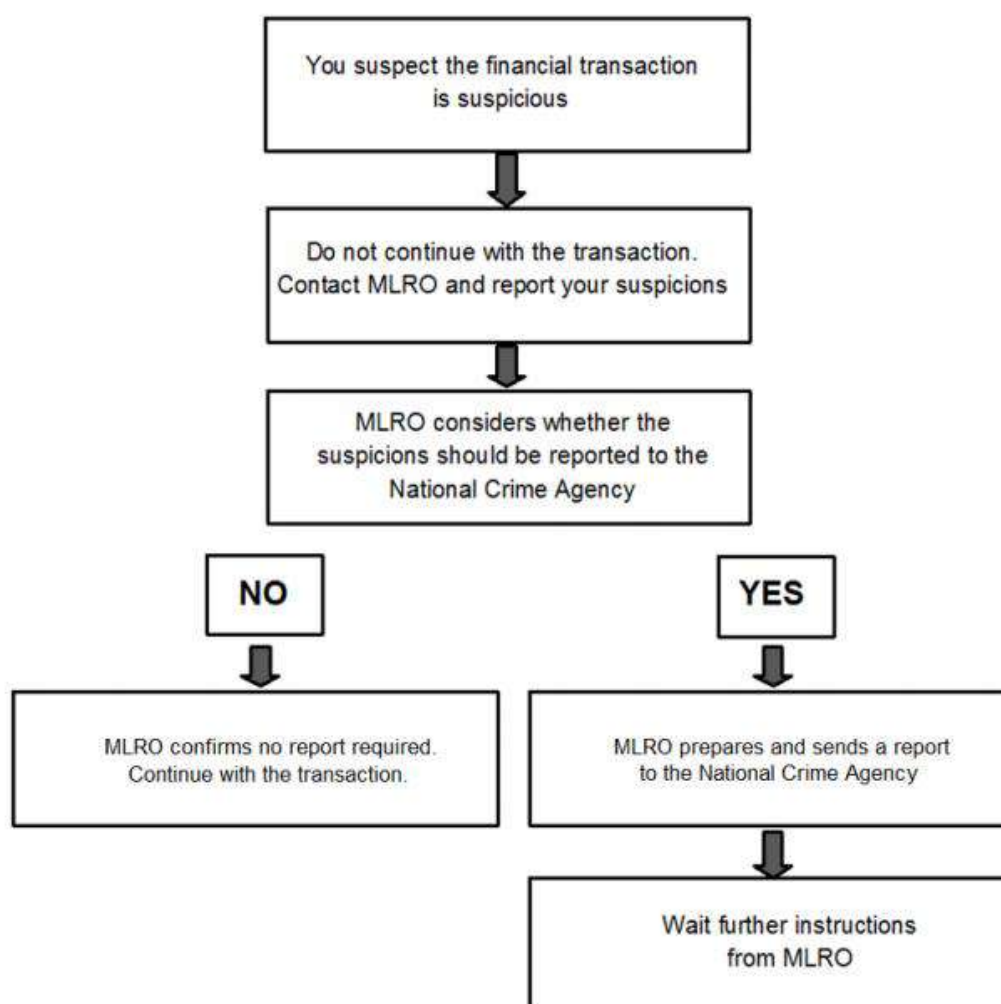 You suspect the financial transaction
is suspicious
Do not continue with the transaction.
Contact MLRO and report your suspicions
MLRO considers whether the
suspicions should be reported to the
National Crime Agency
NO
YES
MLRO confirms no report required.
Continue with the transaction.
MLRO prepares and sends a report
to the National Crime Agency
Wait further instructions
from MLRO